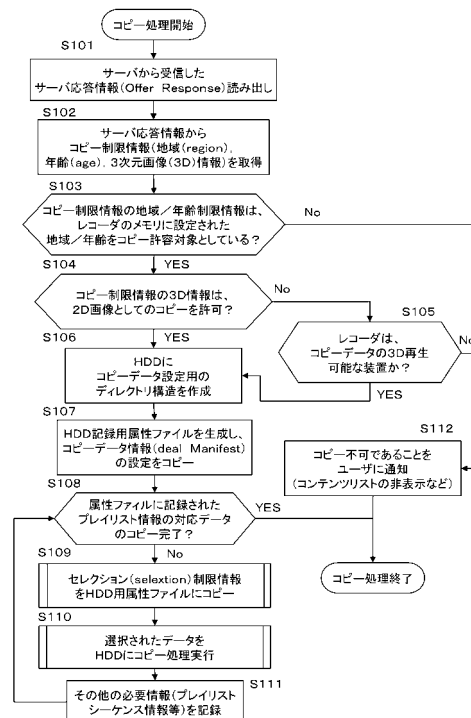 コピー処理開始
S101
サーバから受信した
サーバ応答情報(Offer Response)読み出し
S102
サーバ応答情報から
コピー制限情報(地域(region),
年齢(age),3次元画像(3D)情報)を取得
S103
コピー制限情報の地域/年齢制限情報は、
レコーダのメモリに設定された
地域/年齢をコピー許容対象としている?
No
YES
S104
コピー制限情報の3D情報は、
2D画像としてのコピーを許可?
No
YES
S105
レコーダは、
コピーデータの3D再生
可能な装置か?
No
YES
S106
HDDに
コピーデータ設定用の
ディレクトリ構造を作成
S107
HDD記録用属性ファイルを生成し、
コピーデータ情報(deal Manifest)
の設定をコピー
S112
コピー不可であることを
ユーザに通知
(コンテンツリストの非表示など)
S108
属性ファイルに記録された
プレイリスト情報の対応データ
のコピー完了?
YES
No
コピー処理終了
S109
セレクション(selextion)制限情報
をHDD用属性ファイルにコピー
S110
選択されたデータを
HDDにコピー処理実行
S111
その他の必要情報(プレイリスト
シーケンス情報等)を記録